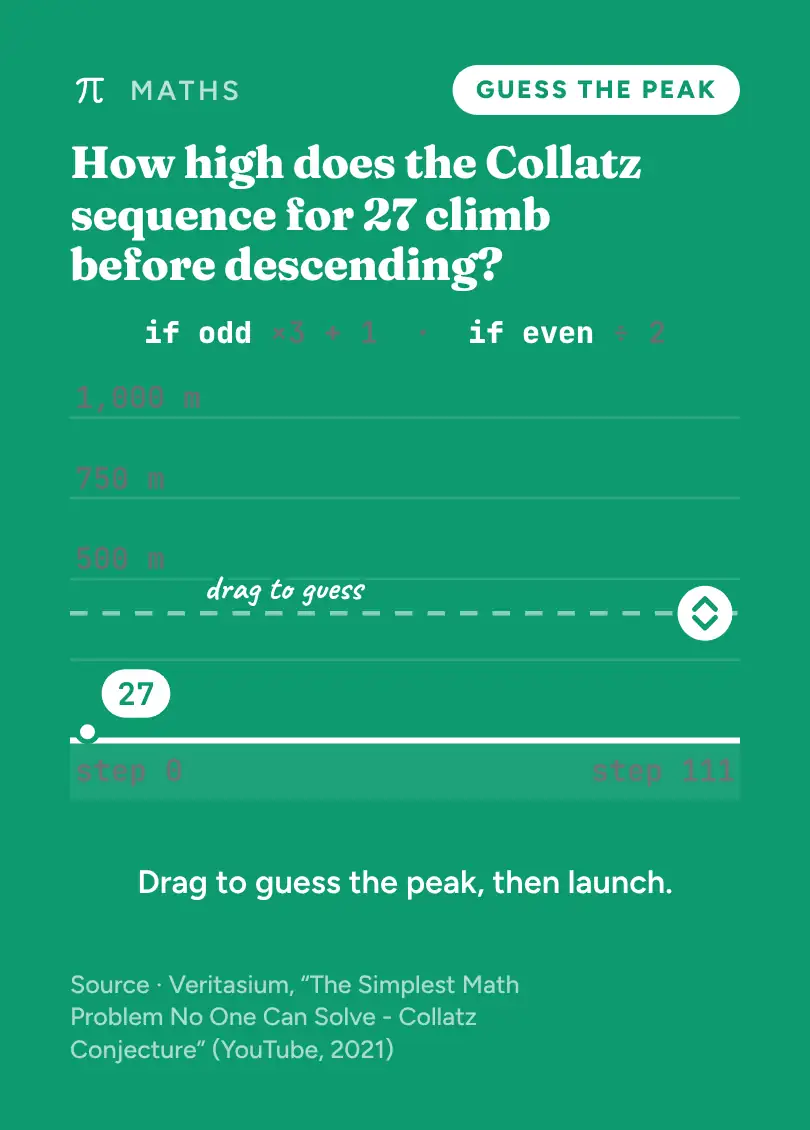 π MATHS
GUESS THE PEAK
How high does the Collatz
sequence for 27 climb
before descending?
if odd ×3 + 1 · if even ÷ 2
1,000 m
750 m
500 m
drag to guess
27
step 0
step 111
Drag to guess the peak, then launch.
Source · Veritasium, “The Simplest Math
Problem No One Can Solve - Collatz
Conjecture” (YouTube, 2021)